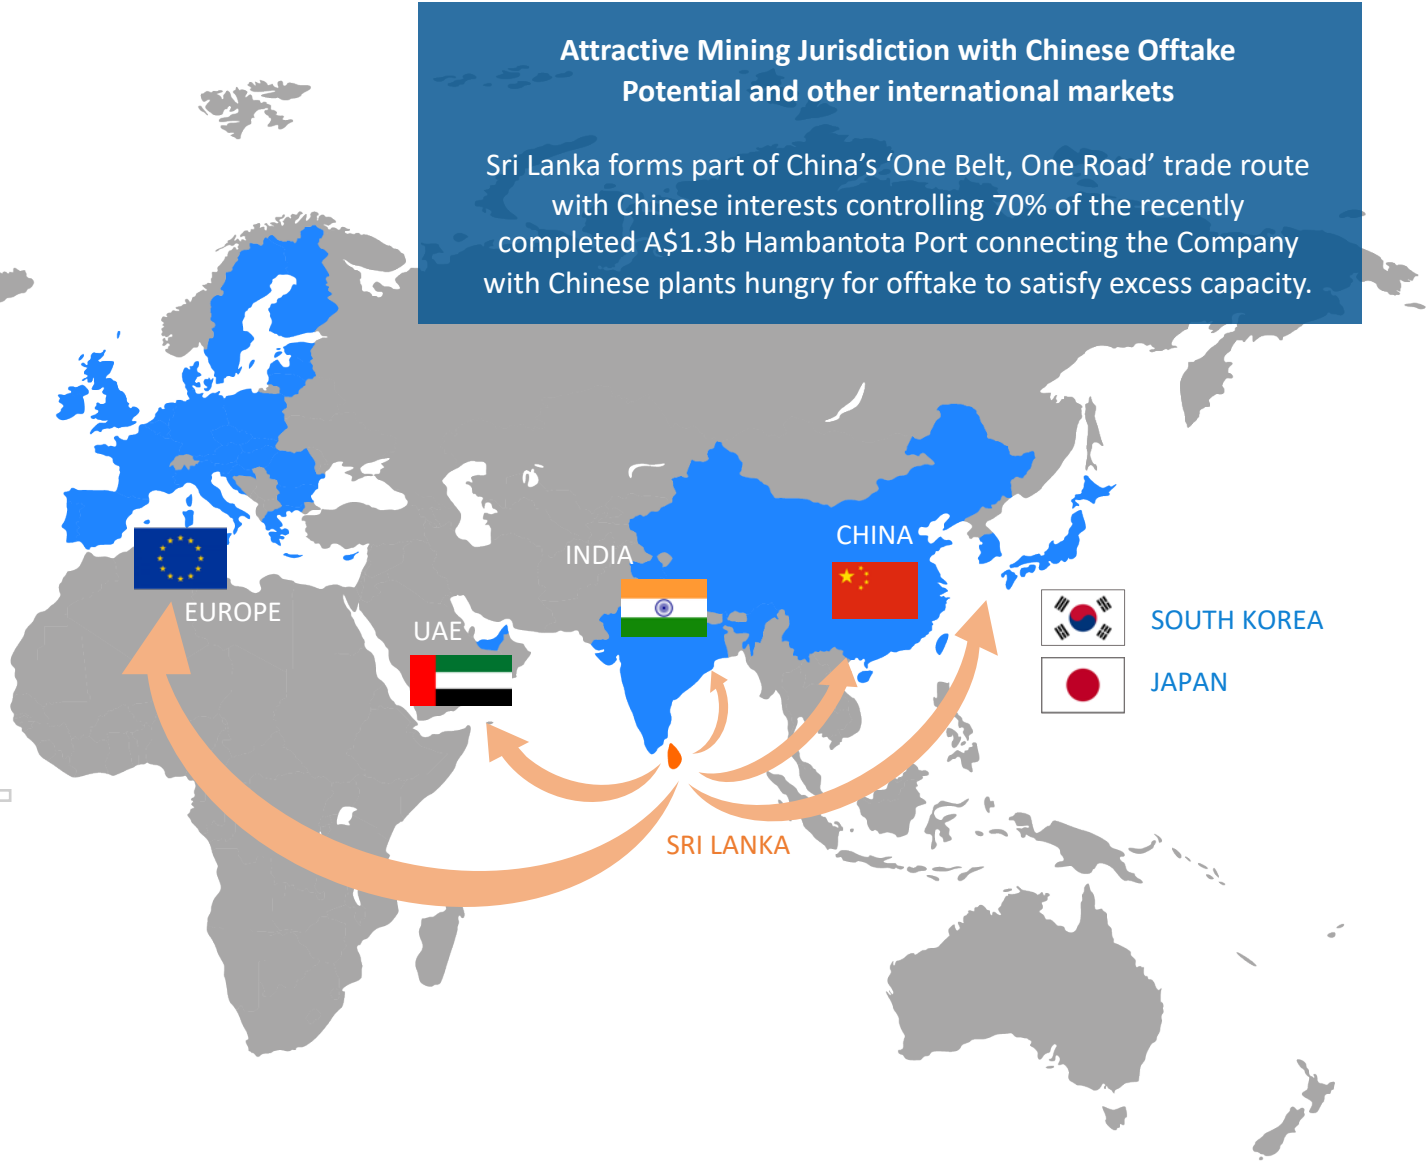 Attractive Mining Jurisdiction with Chinese Offtake
Potential and other international markets
Sri Lanka forms part of China’s ‘One Belt, One Road’ trade route
with Chinese interests controlling 70% of the recently
completed A$1.3b Hambantota Port connecting the Company
with Chinese plants hungry for offtake to satisfy excess capacity.
CHINA
INDIA
EUROPE
UAE
SOUTH KOREA
JAPAN
SRI LANKA